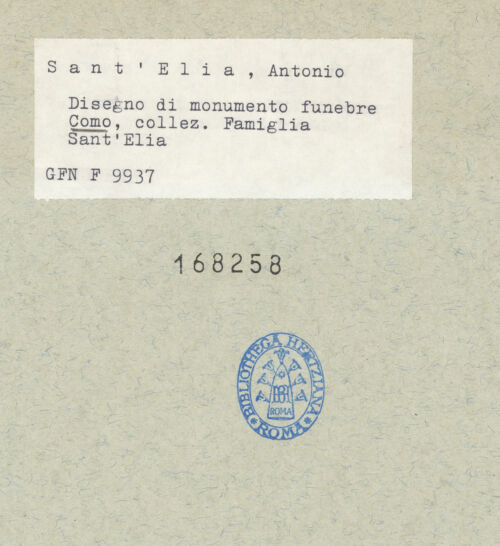 Sant'Elia, Antonio
Disegno di monumento funebre
Como, collez. Famiglia
Sant'Elia
GFN F 9937
168258
BIBLIOTHECA HERTZIANA
ROMA
* ROMA *